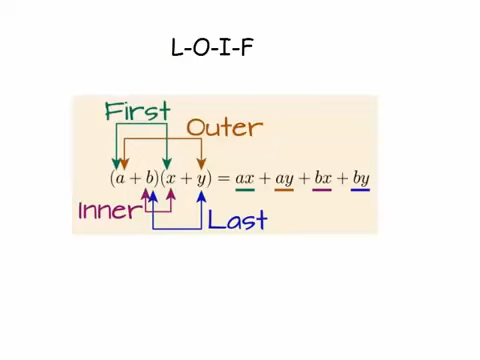 L-O-I-F
First
Outer
(a + b)(x + y) = ax + ay + bx + by
Inner
Last